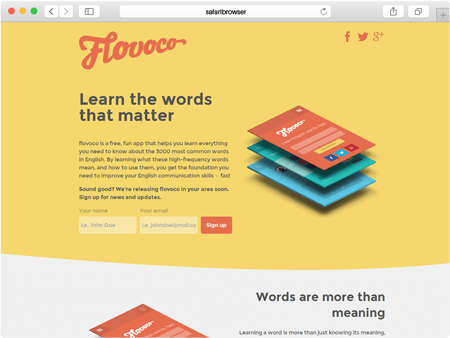 safaribrowser
flovoco
f g+
Learn the words
that matter
flovoco is a free, fun app that helps you learn everything
you need to know about the 3000 most common words
in English. By learning what these high-frequency words
mean, and how to use them, you get the foundation you
need to improve your English communication skills – fast
Sound good? We're releasing flovoco in your area soon.
Sign up for news and updates.
Your name Your email
i.e. John Doe i.e. johndow@mail.co Sign up
flovoco
Words are more than
meaning
Learning a word is more than just knowing its meaning,